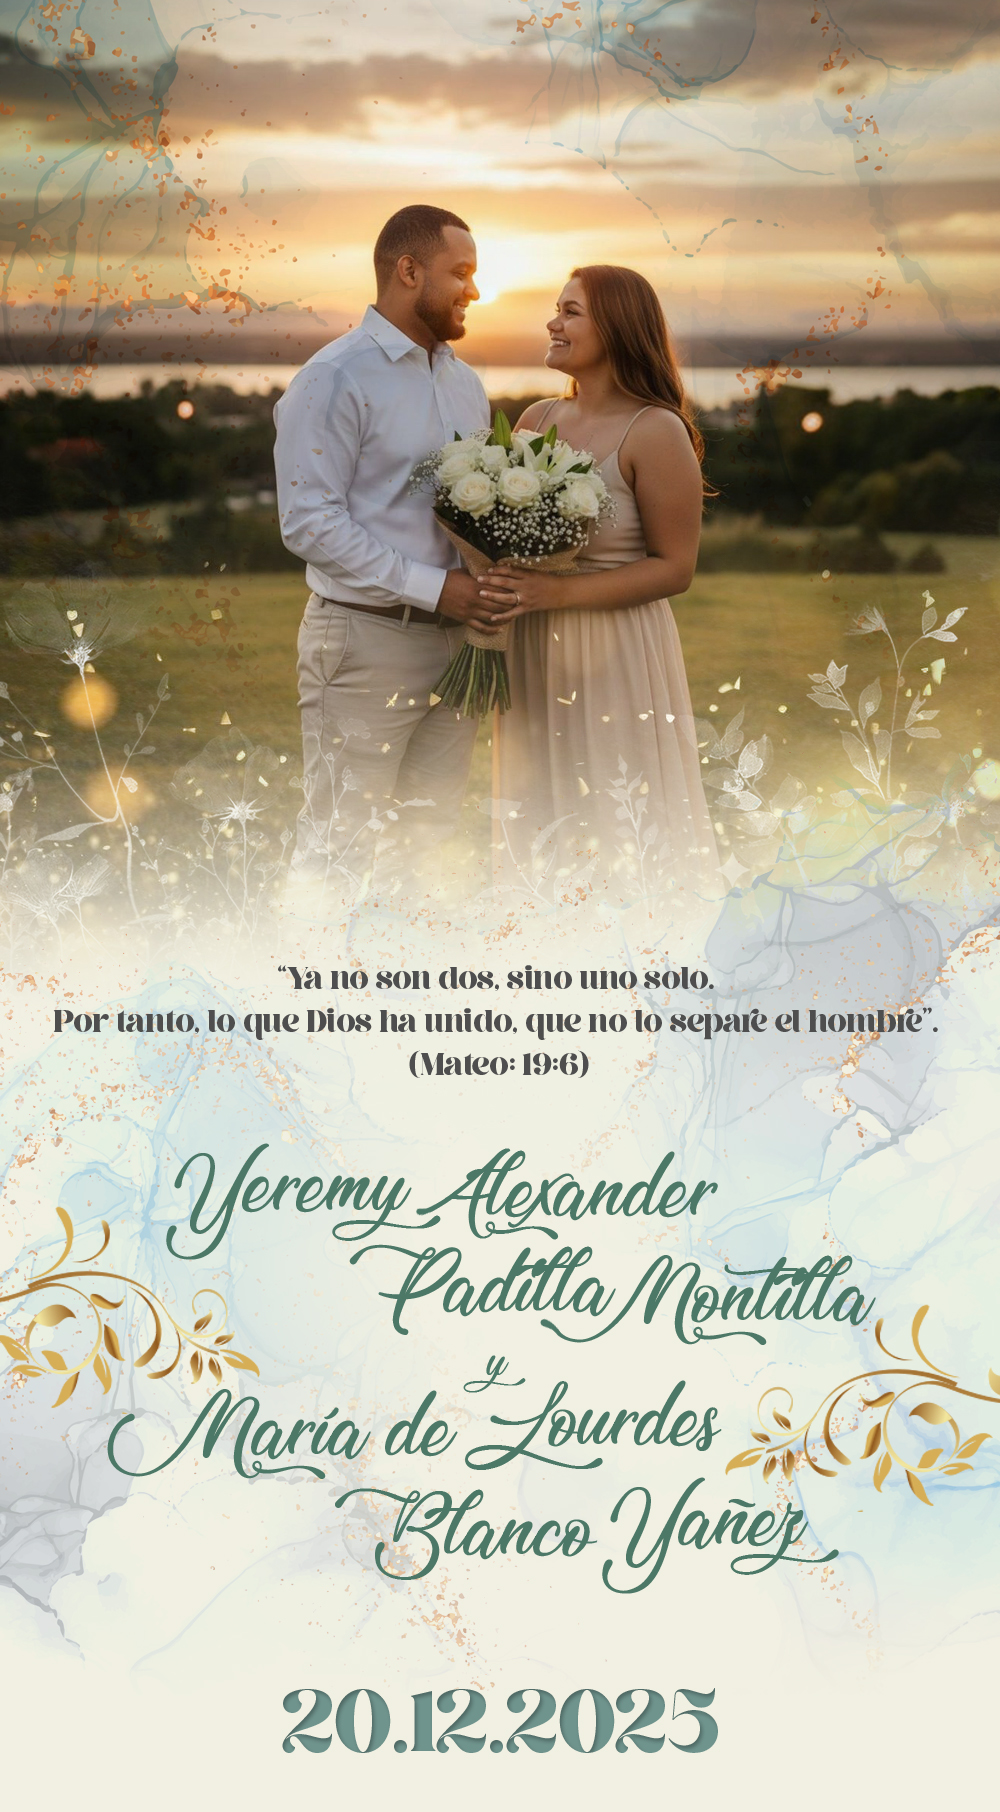 “Ya no son dos, sino uno solo.
Por tanto, lo que Dios ha unido, que no lo separe el hombre”.
(Mateo: 19:6)
Yeremy Alexander
Padilla Montilla
y
María de Lourdes
Blanco Yañez
20.12.2025